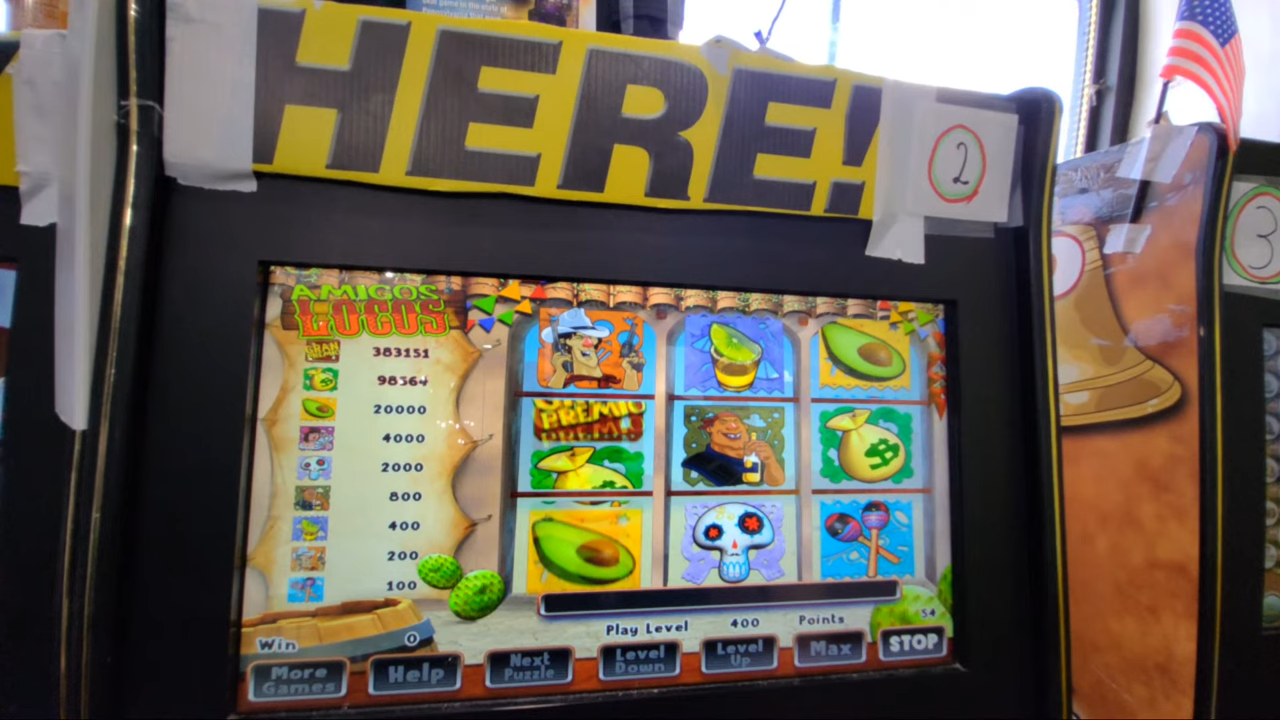 HERE!
2
3
AMIGOS
LOCOS
GRAN
383151
98364
20000
4000
2000
800
400
200
100
PREMIO
Play Level 400 Points 54
Win 0
More Games
Help
Next Puzzle
Level Down
Level Up
Max
STOP